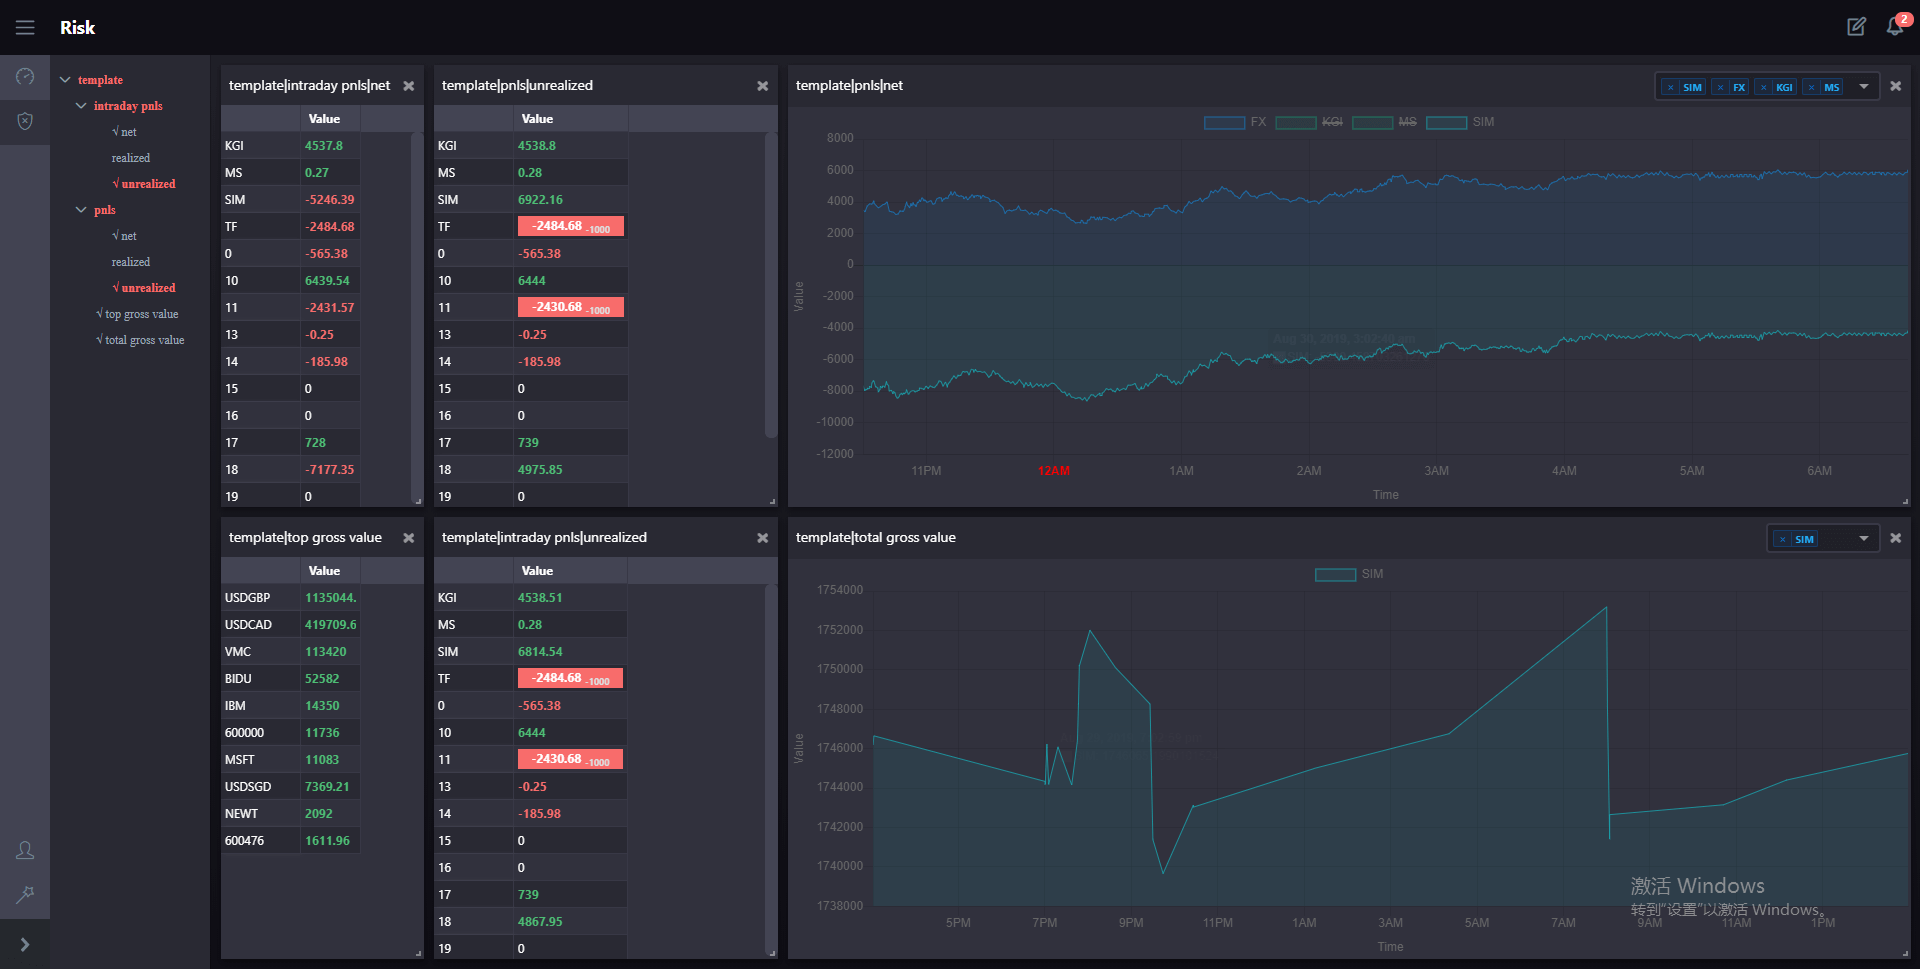 Risk
2
template
intraday pnls
√ net
realized
√ unrealized
pnls
√ net
realized
√ unrealized
√ top gross value
√ total gross value
template|intraday pnls|net
Value
KGI 4537.8
MS 0.27
SIM -5246.39
TF -2484.68
0 -565.38
10 6439.54
11 -2431.57
13 -0.25
14 -185.98
15 0
16 0
17 728
18 -7177.35
19 0
template|pnls|unrealized
Value
KGI 4538.8
MS 0.28
SIM 6922.16
TF -2484.68 -1000
0 -565.38
10 6444
11 -2430.68 -1000
13 -0.25
14 -185.98
15 0
16 0
17 739
18 4975.85
19 0
template|pnls|net
× SIM × FX × KGI × MS
FX KGI MS SIM
8000
6000
4000
2000
0
-2000
-4000
-6000
-8000
-10000
-12000
Value
11PM 12AM 1AM 2AM 3AM 4AM 5AM 6AM
Time
template|top gross value
Value
USDGBP 1135044.
USDCAD 419709.6
VMC 113420
BIDU 52582
IBM 14350
600000 11736
MSFT 11083
USDSGD 7369.21
NEWT 2092
600476 1611.96
template|intraday pnls|unrealized
Value
KGI 4538.51
MS 0.28
SIM 6814.54
TF -2484.68 -1000
0 -565.38
10 6444
11 -2430.68 -1000
13 -0.25
14 -185.98
15 0
16 0
17 739
18 4867.95
19 0
template|total gross value
× SIM
SIM
1754000
1752000
1750000
1748000
1746000
1744000
1742000
1740000
1738000
Value
5PM 7PM 9PM 11PM 1AM 3AM 5AM 7AM 9AM 11AM 1PM
Time
激活 Windows
转到"设置"以激活 Windows。